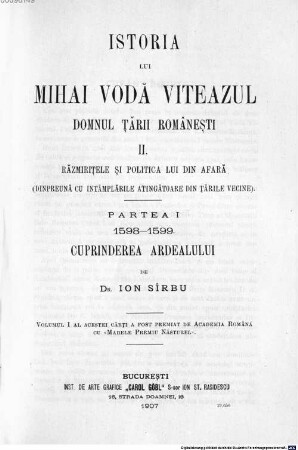 ISTORIA
LUI
MIHAI VODĂ VITEAZUL
DOMNUL ȚĂRII ROMÂNEȘTI
II.
RĂZMIRIȚELE ȘI POLITICA LUI DIN AFARĂ
(DINPREUNĂ CU INTÂMPLĂRILE ATINGĂTOARE DIN ȚĂRILE VECINE).
PARTEA I
1598—1599
CUPRINDEREA ARDEALULUI
DE
DR. ION SÎRBU
VOLUMUL I AL ACESTEI CĂRȚI A FOST PREMIAT DE ACADEMIA ROMÂNĂ
CU «MARELE PREMIU NĂSTUREL».
BUCUREȘTI
INST. DE ARTE GRAFICE „CAROL GÖBL" S-sor ION ST. RASIDESCU
16, STRADA DOAMNEI, 16
1907